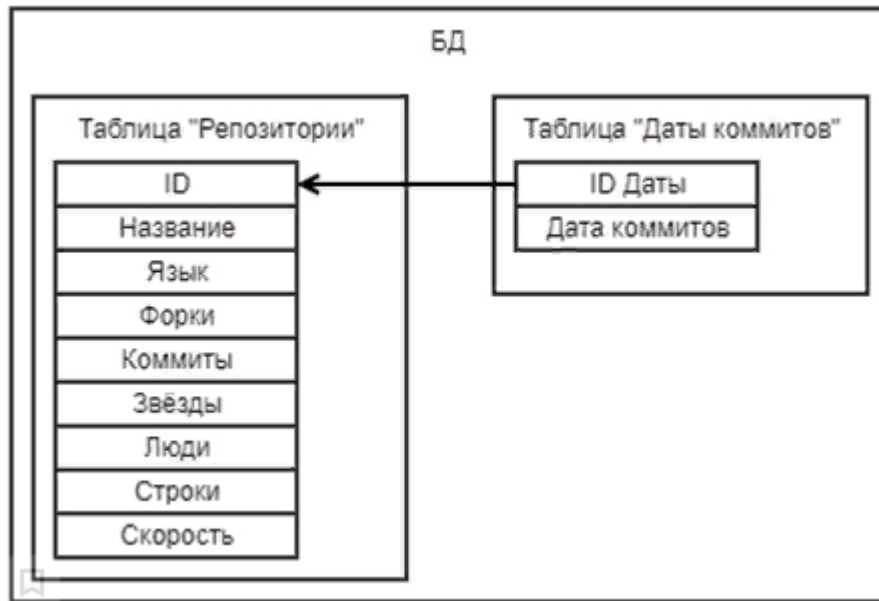 БД
Таблица "Репозитории"
ID
Название
Язык
Форки
Коммиты
Звёзды
Люди
Строки
Скорость
Таблица "Даты коммитов"
ID Даты
Дата коммитов